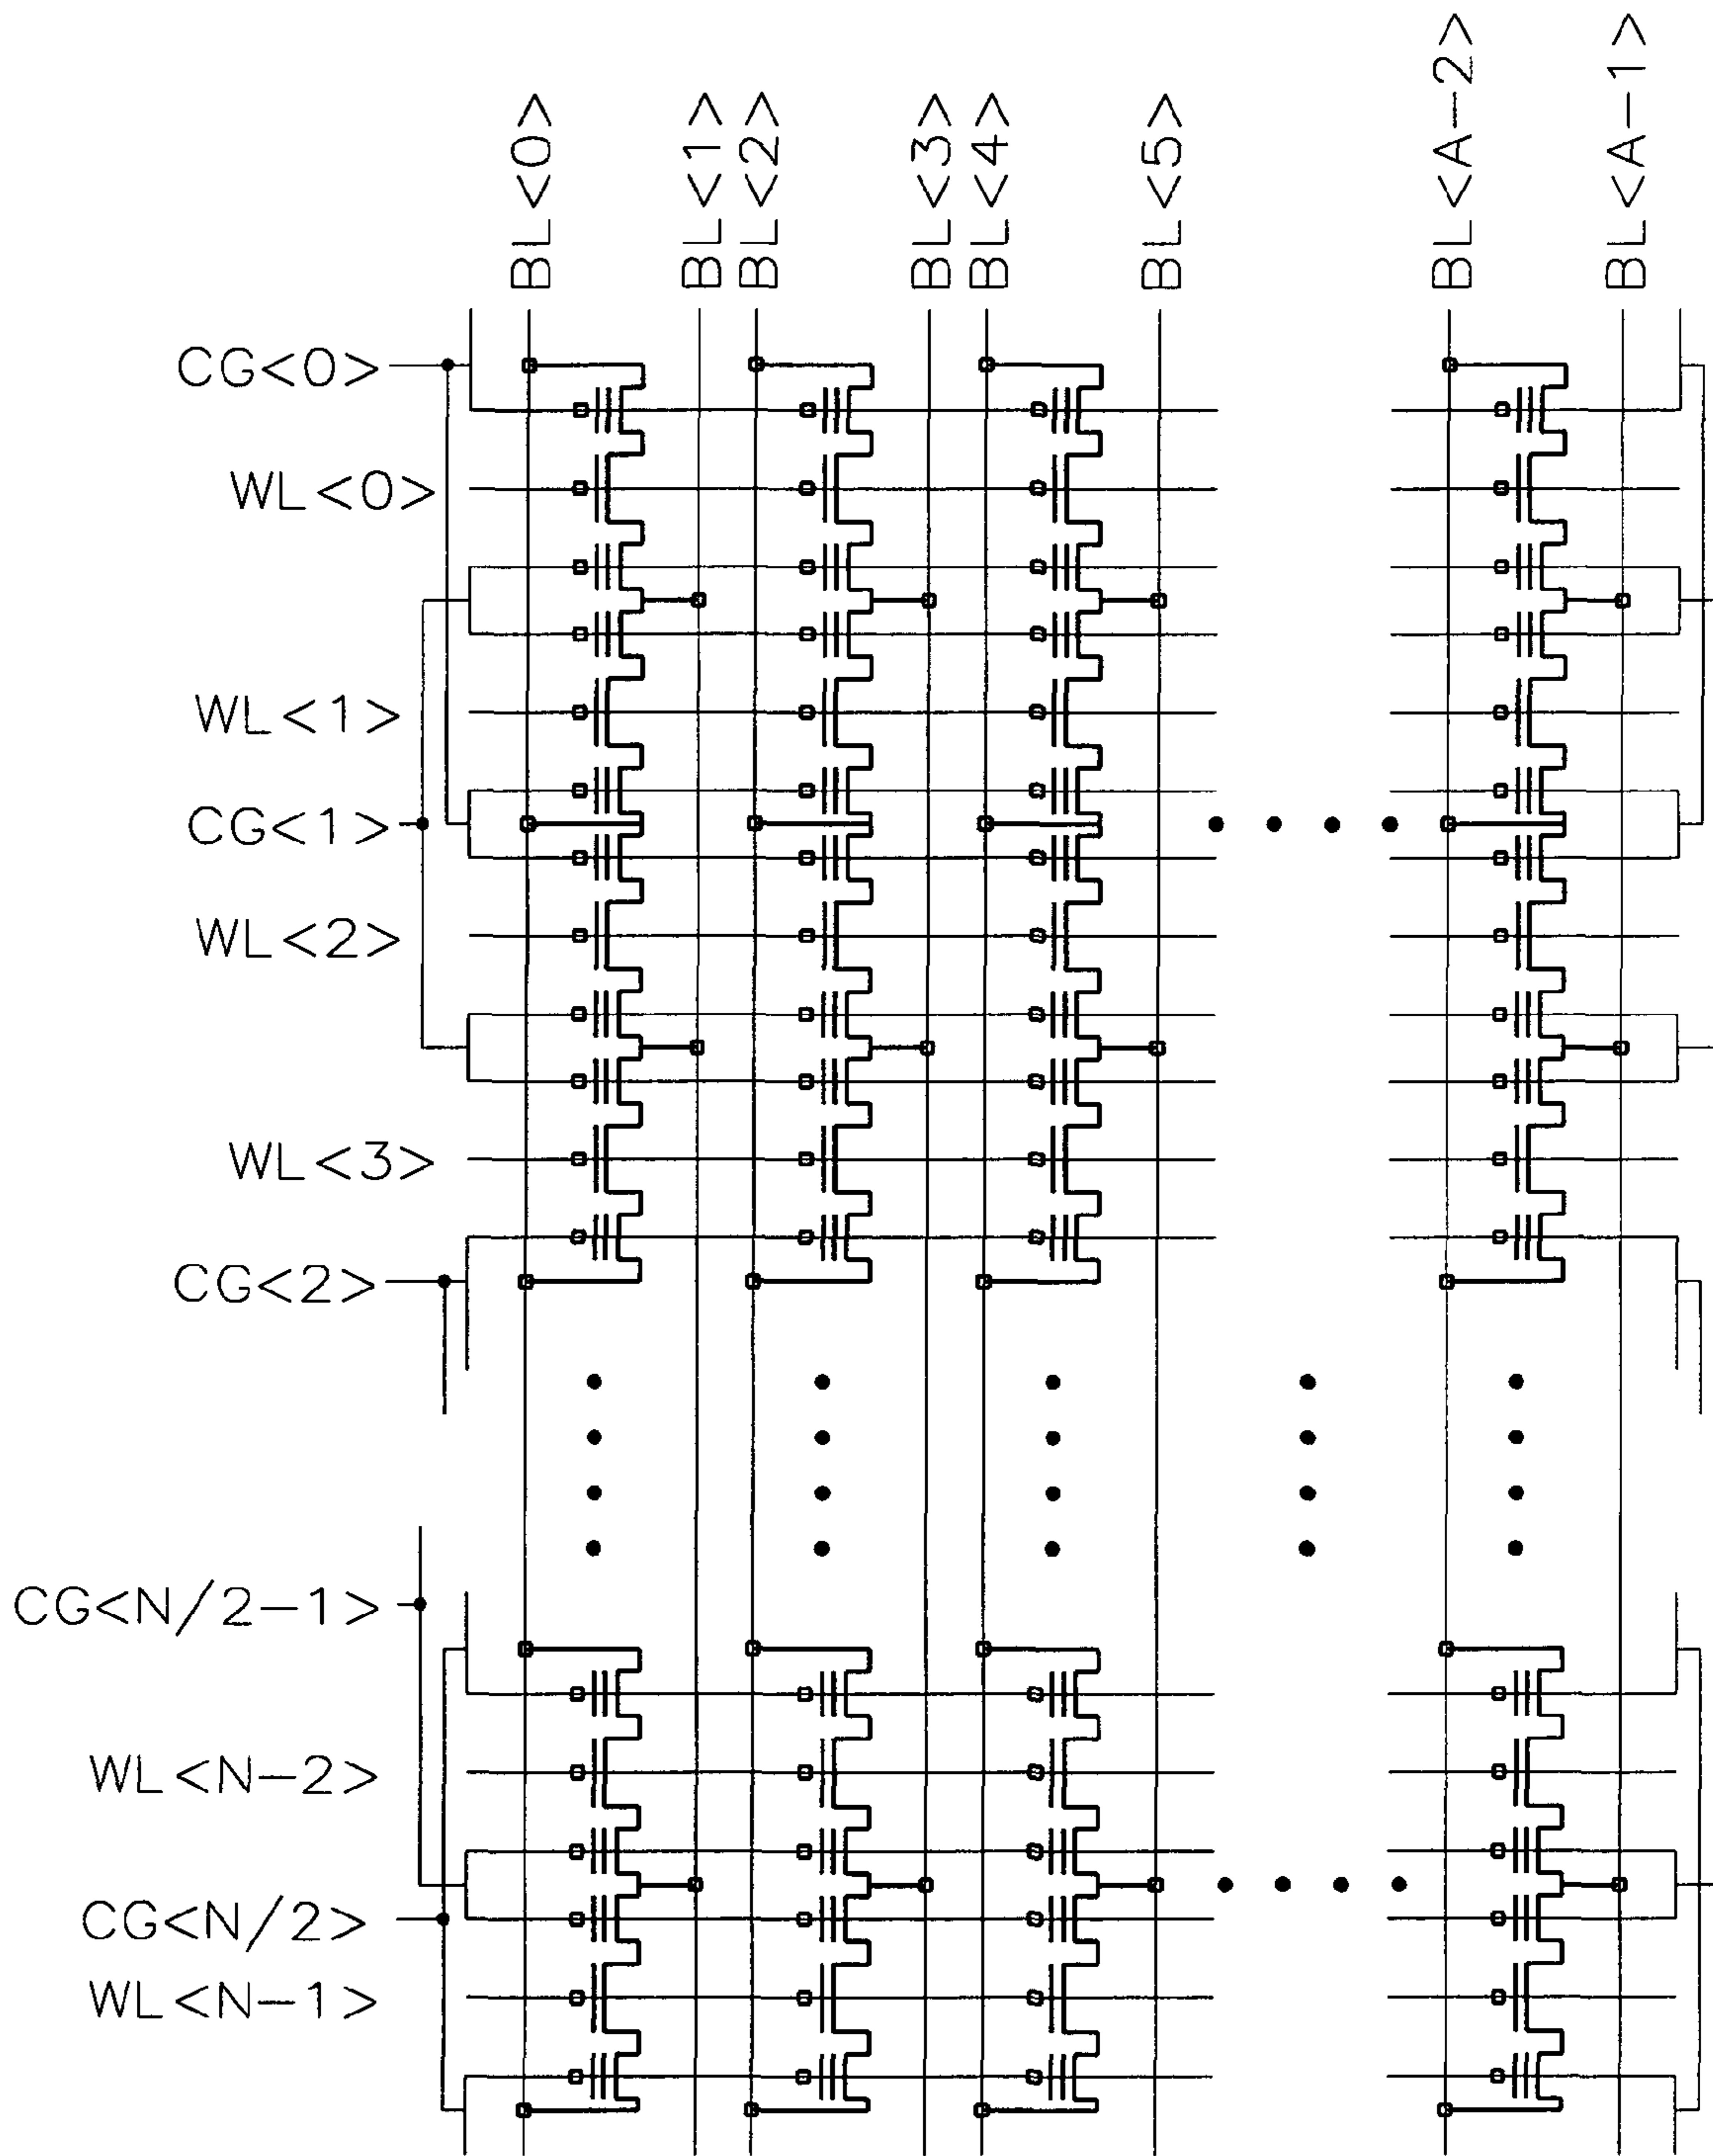 BL<0>
BL<1>
BL<2>
BL<3>
BL<4>
BL<5>
BL<A-2>
BL<A-1>
CG<0>
WL<0>
WL<1>
CG<1>
WL<2>
WL<3>
CG<2>
CG<N/2-1>
WL<N-2>
CG<N/2>
WL<N-1>